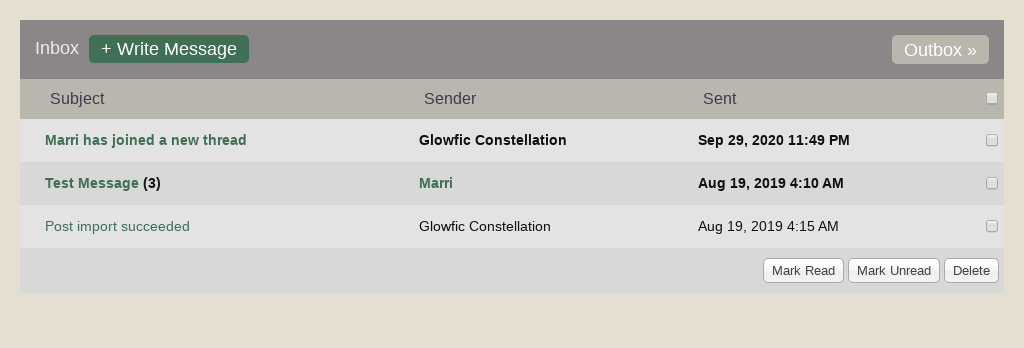 Inbox + Write Message Outbox »
Subject Sender Sent
Marri has joined a new thread Glowfic Constellation Sep 29, 2020 11:49 PM
Test Message (3) Marri Aug 19, 2019 4:10 AM
Post import succeeded Glowfic Constellation Aug 19, 2019 4:15 AM
Mark Read Mark Unread Delete